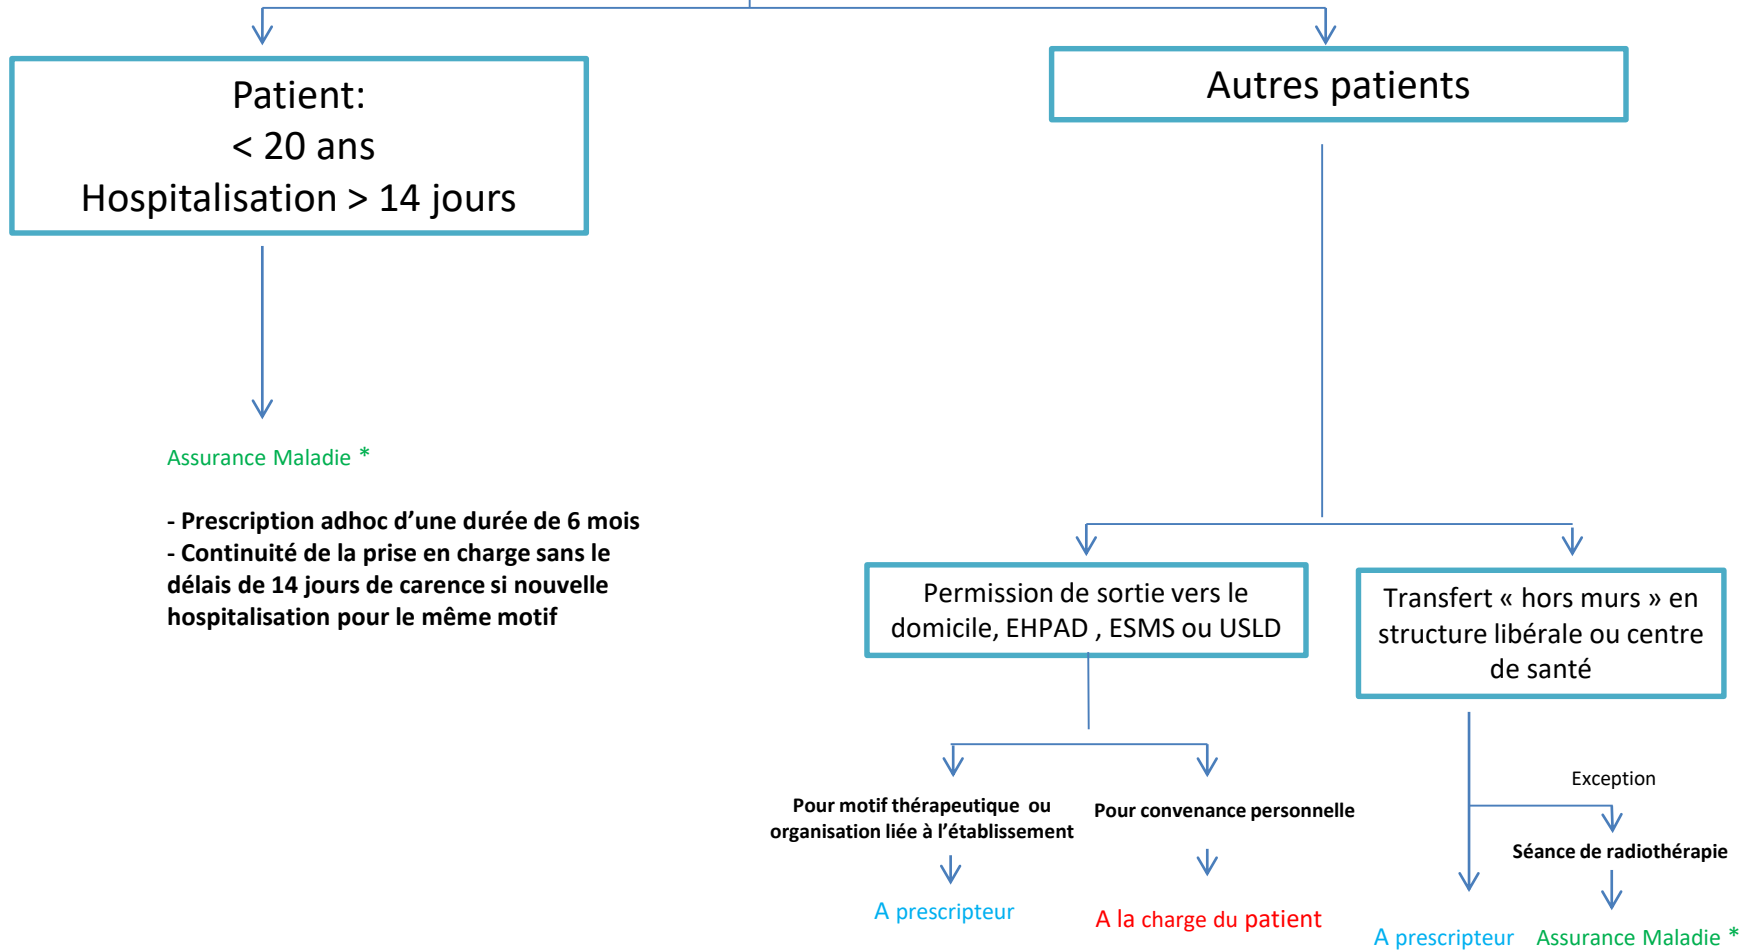 Patient:
< 20 ans
Hospitalisation > 14 jours
Autres patients
Assurance Maladie *
- Prescription adhoc d’une durée de 6 mois
- Continuité de la prise en charge sans le
délais de 14 jours de carence si nouvelle
hospitalisation pour le même motif
Permission de sortie vers le
domicile, EHPAD , ESMS ou USLD
Transfert « hors murs » en
structure libérale ou centre
de santé
Pour motif thérapeutique ou
organisation liée à l’établissement
Pour convenance personnelle
Exception
Séance de radiothérapie
A prescripteur
A la charge du patient
A prescripteur
Assurance Maladie *